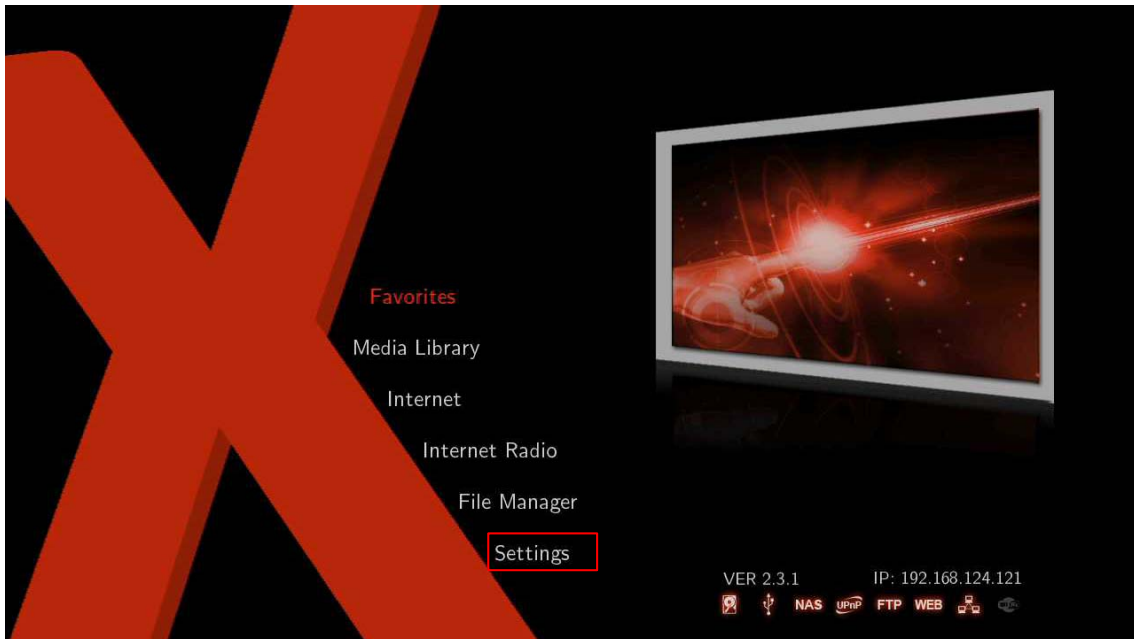 Favorites
Media Library
Internet
Internet Radio
File Manager
Settings
VER 2.3.1 IP: 192.168.124.121
NAS UPnP FTP WEB